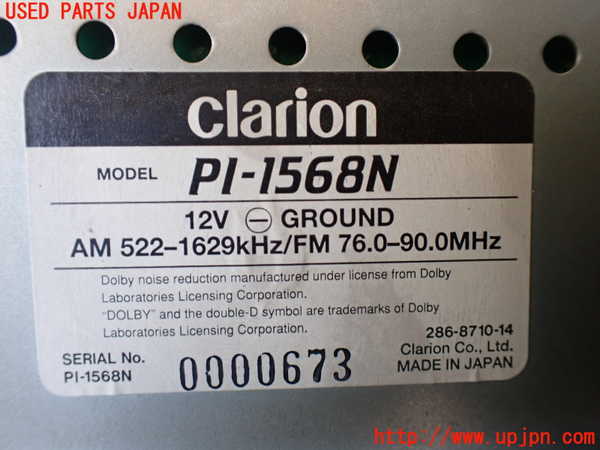 USED PARTS JAPAN
clarion
MODEL PI-1568N
12V ⊖ GROUND
AM 522–1629kHz/FM 76.0–90.0MHz
Dolby noise reduction manufactured under license from Dolby
Laboratories Licensing Corporation.
"DOLBY" and the double-D symbol are trademarks of Dolby
Laboratories Licensing Corporation.
286-8710-14
SERIAL No. Clarion Co., Ltd.
PI-1568N 0000673 MADE IN JAPAN
http://www.upjpn.com/